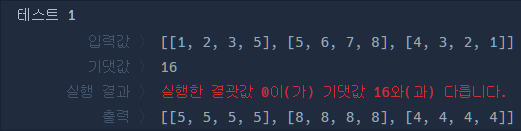 테스트 1
입력값 〉 [[1, 2, 3, 5], [5, 6, 7, 8], [4, 3, 2, 1]]
기댓값 〉 16
실행 결과 〉 실행한 결괏값 0이(가) 기댓값 16와(과) 다릅니다.
출력 〉 [[5, 5, 5, 5], [8, 8, 8, 8], [4, 4, 4, 4]]